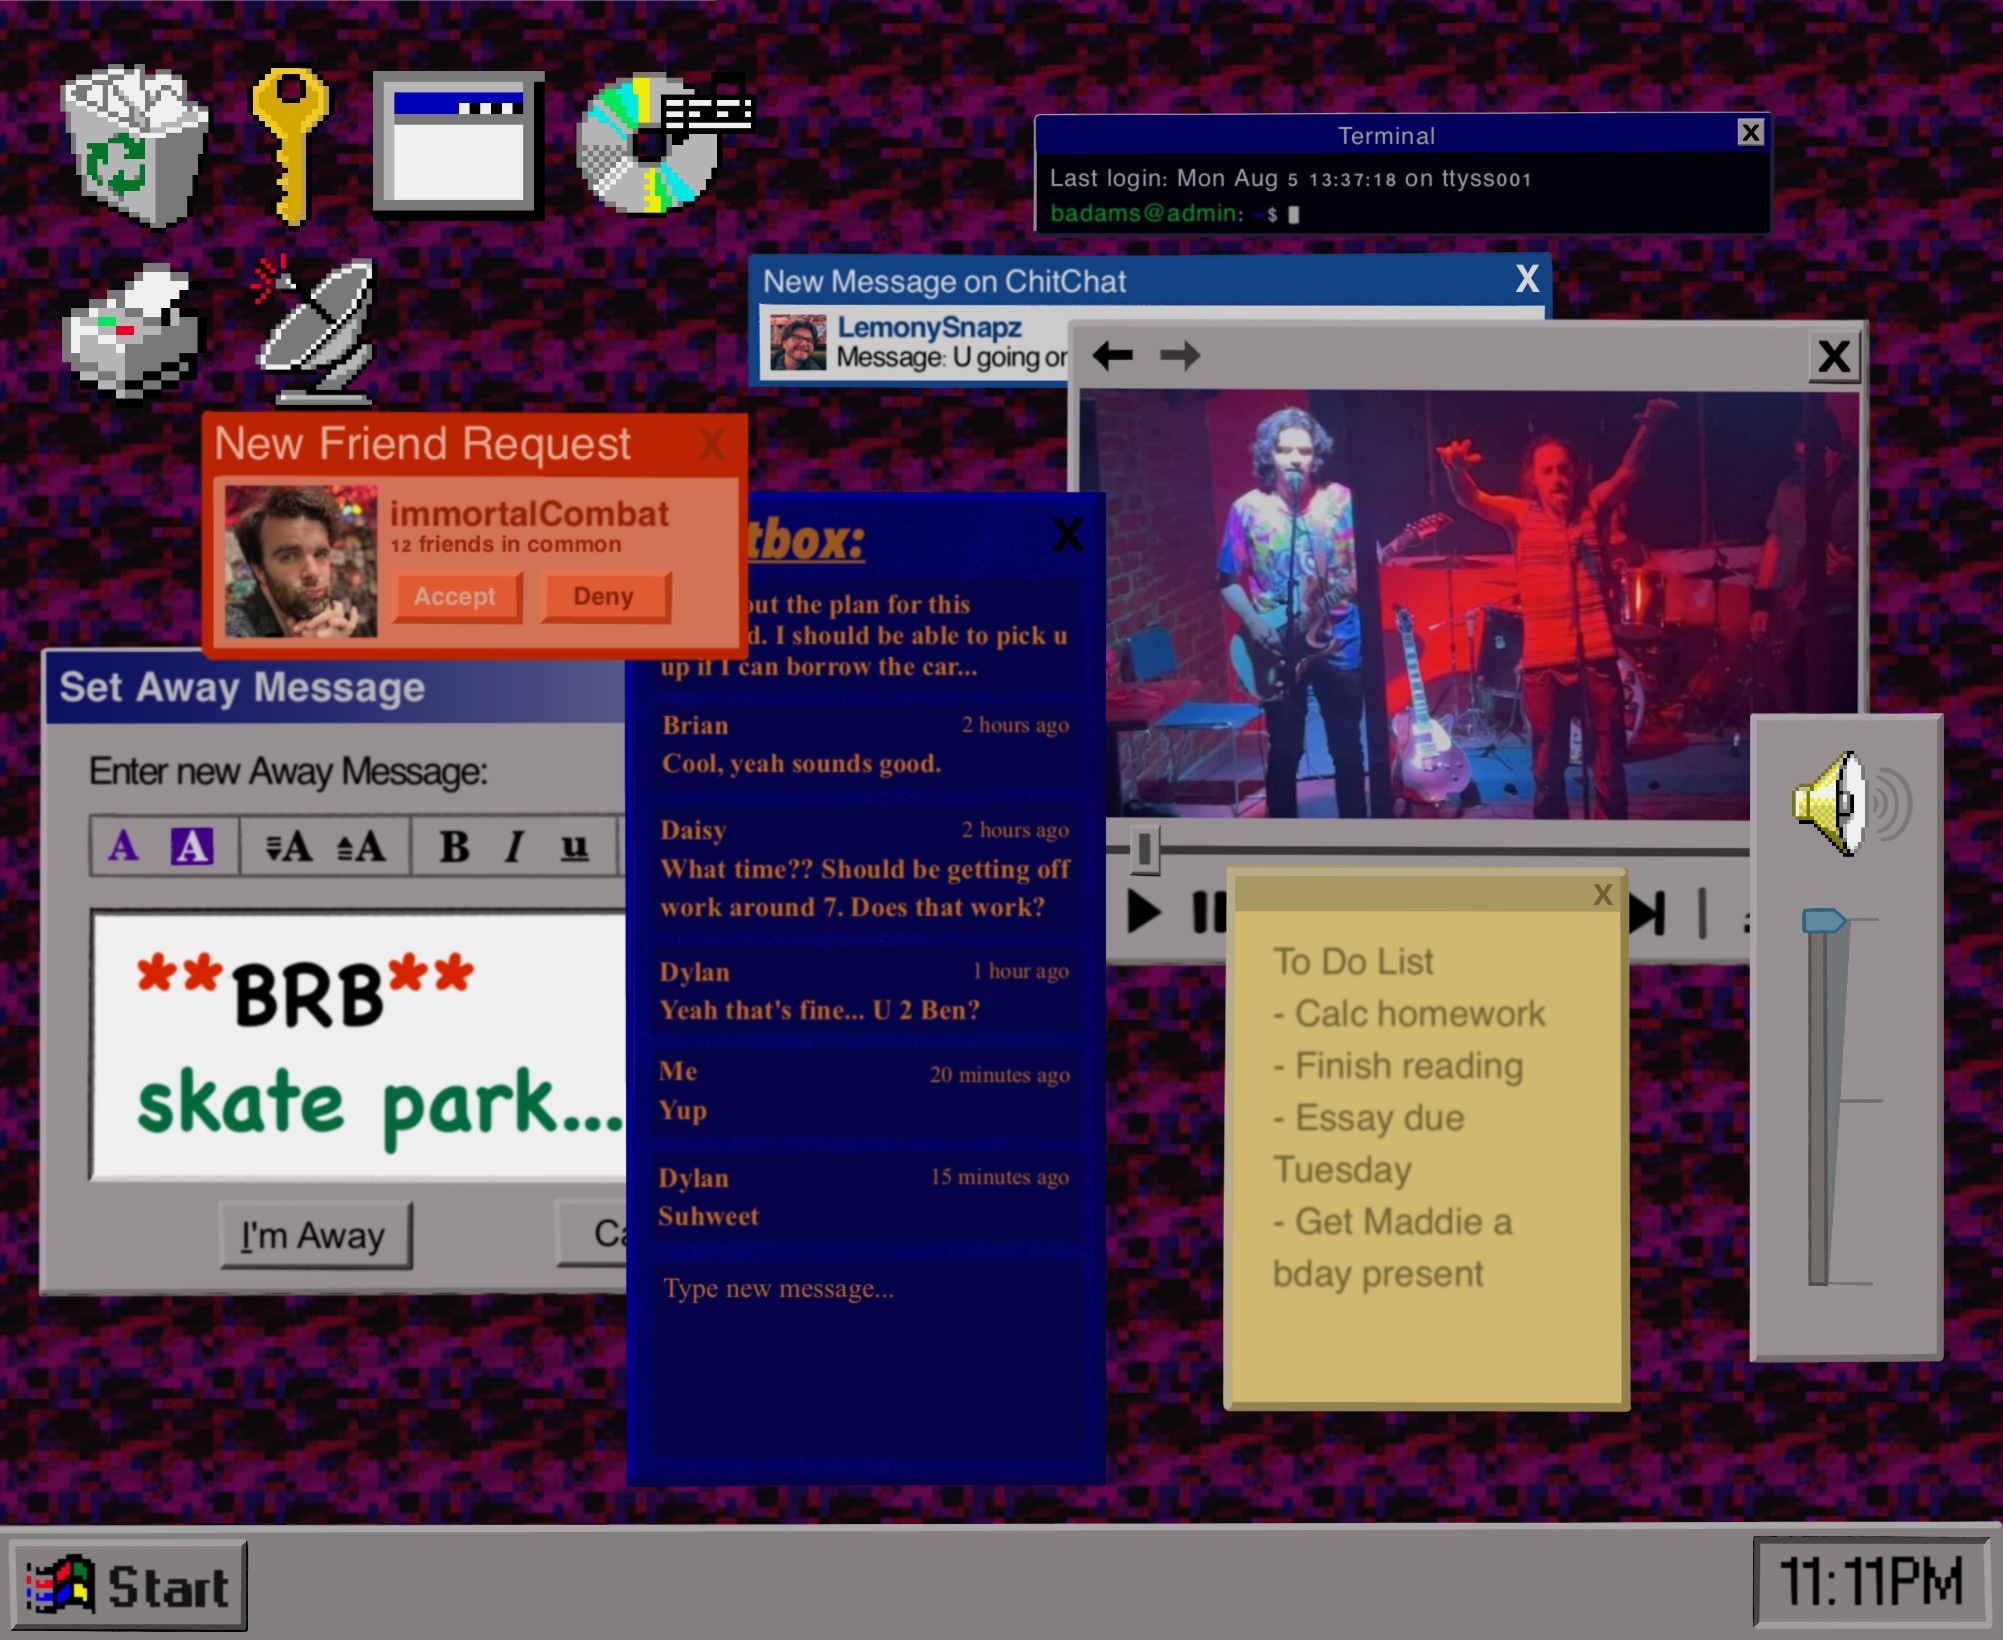 Terminal
Last login: Mon Aug 5 13:37:18 on ttyss001
badams@admin: ~$
New Message on ChitChat X
LemonySnapz
Message: U going
X
New Friend Request X
immortalCombat
12 friends in common
Accept Deny
tbox: X
out the plan for this
d. I should be able to pick u
up if I can borrow the car...
Brian 2 hours ago
Cool, yeah sounds good.
Daisy 2 hours ago
What time?? Should be getting off
work around 7. Does that work?
Dylan 1 hour ago
Yeah that's fine... U 2 Ben?
Me 20 minutes ago
Yup
Dylan 15 minutes ago
Suhweet
Type new message...
Set Away Message
Enter new Away Message:
A A A A B I u
**BRB**
skate park...
I'm Away Ca
X
To Do List
- Calc homework
- Finish reading
- Essay due
Tuesday
- Get Maddie a
bday present
Start
11:11PM